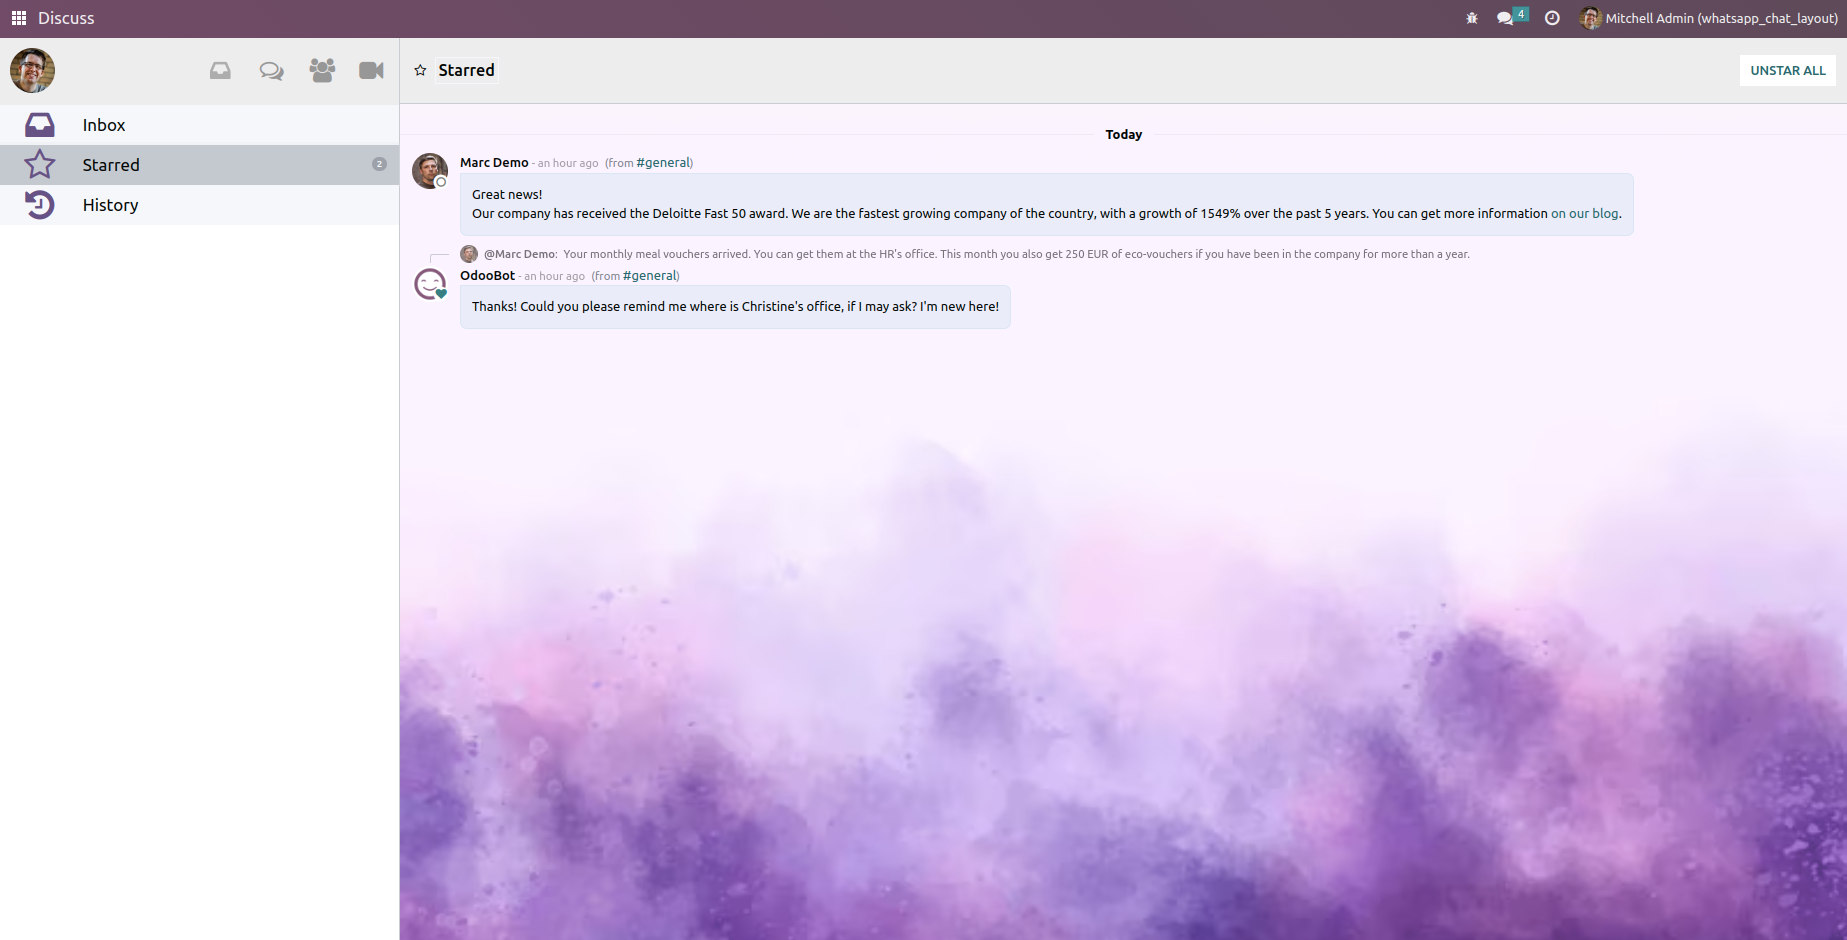 Discuss
4
Mitchell Admin (whatsapp_chat_layout)
Starred
UNSTAR ALL
Inbox
Starred
2
History
Today
Marc Demo - an hour ago (from #general)
Great news!
Our company has received the Deloitte Fast 50 award. We are the fastest growing company of the country, with a growth of 1549% over the past 5 years. You can get more information on our blog.
@Marc Demo: Your monthly meal vouchers arrived. You can get them at the HR's office. This month you also get 250 EUR of eco-vouchers if you have been in the company for more than a year.
OdooBot - an hour ago (from #general)
Thanks! Could you please remind me where is Christine's office, if I may ask? I'm new here!